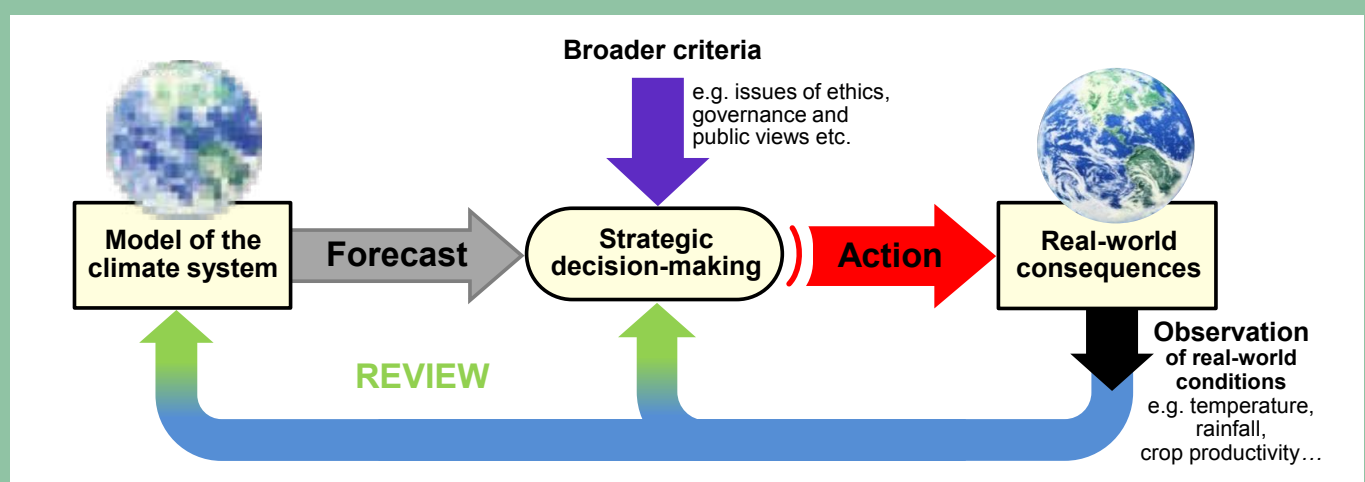 Broader criteria
e.g. issues of ethics,
governance and
public views etc.
Model of the
climate system
Forecast
Strategic
decision-making
Action
Real-world
consequences
REVIEW
Observation
of real-world
conditions
e.g. temperature,
rainfall,
crop productivity…